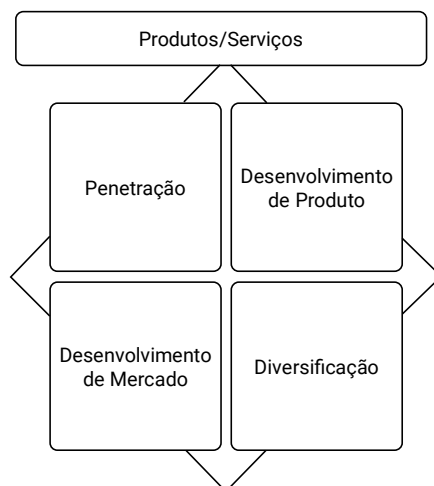 Produtos/Serviços
Penetração
Desenvolvimento
de Produto
Desenvolvimento
de Mercado
Diversificação